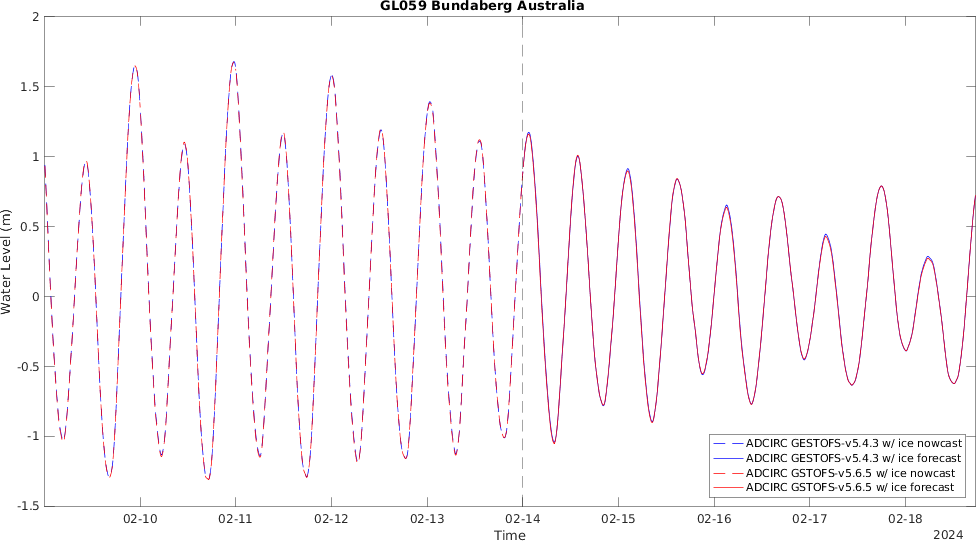 GL059 Bundaberg Australia
2
1.5
1
0.5
0
-0.5
-1
-1.5
Water Level (m)
ADCIRC GESTOFS-v5.4.3 w/ ice nowcast
ADCIRC GESTOFS-v5.4.3 w/ ice forecast
ADCIRC GSTOFS-v5.6.5 w/ ice nowcast
ADCIRC GSTOFS-v5.6.5 w/ ice forecast
02-10 02-11 02-12 02-13 02-14 02-15 02-16 02-17 02-18
Time
2024